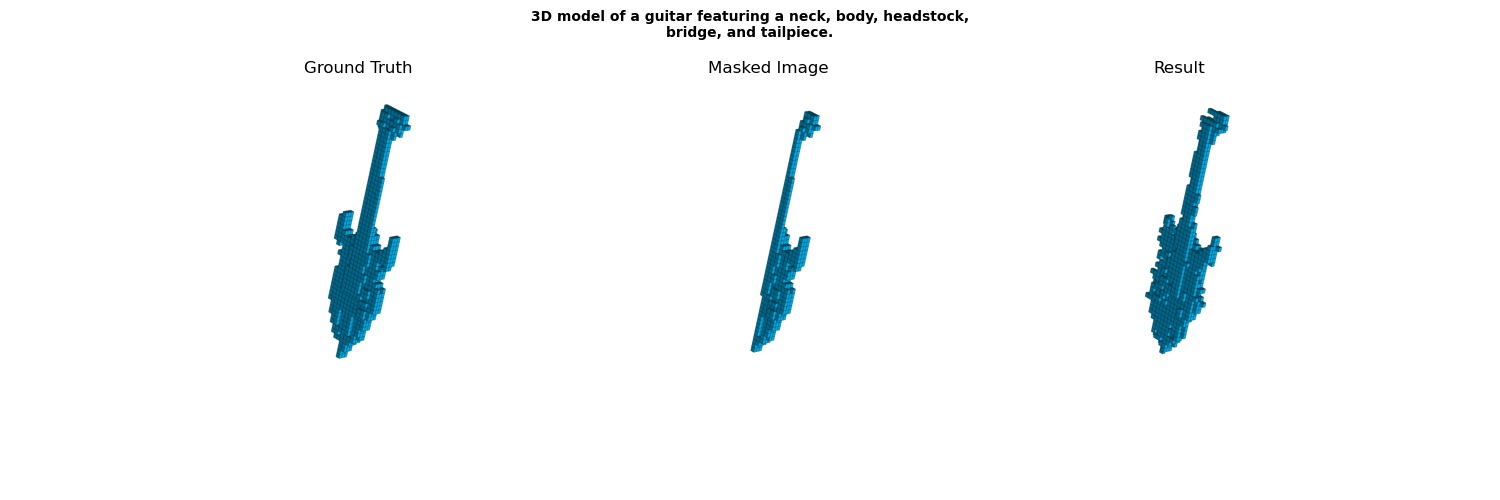 3D model of a guitar featuring a neck, body, headstock,
bridge, and tailpiece.
Ground Truth
Masked Image
Result